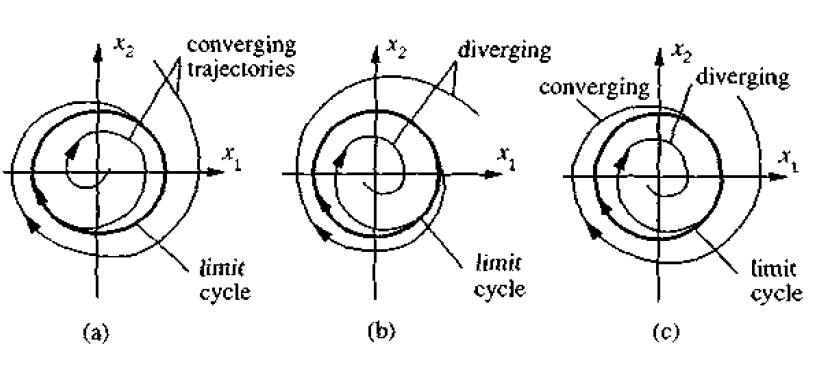 x2
converging
trajectories
x1
limit
cycle
(a)
x2
diverging
x1
limit
cycle
(b)
x2
converging
diverging
x1
limit
cycle
(c)